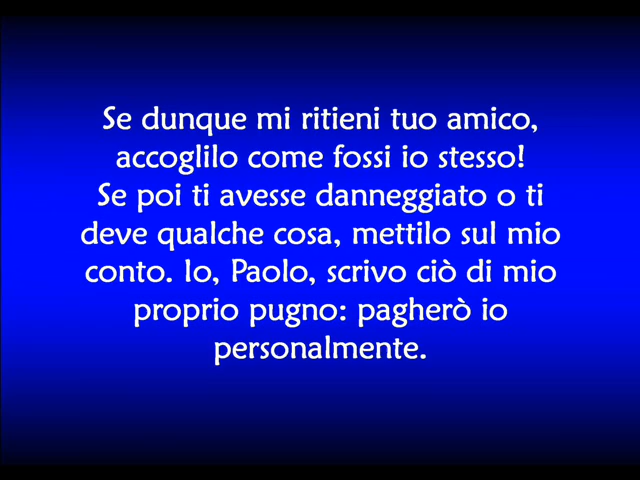 Se dunque mi ritieni tuo amico,
accoglilo come fossi io stesso!
Se poi ti avesse danneggiato o ti
deve qualche cosa, mettilo sul mio
conto. Io, Paolo, scrivo ciò di mio
proprio pugno: pagherò io
personalmente.